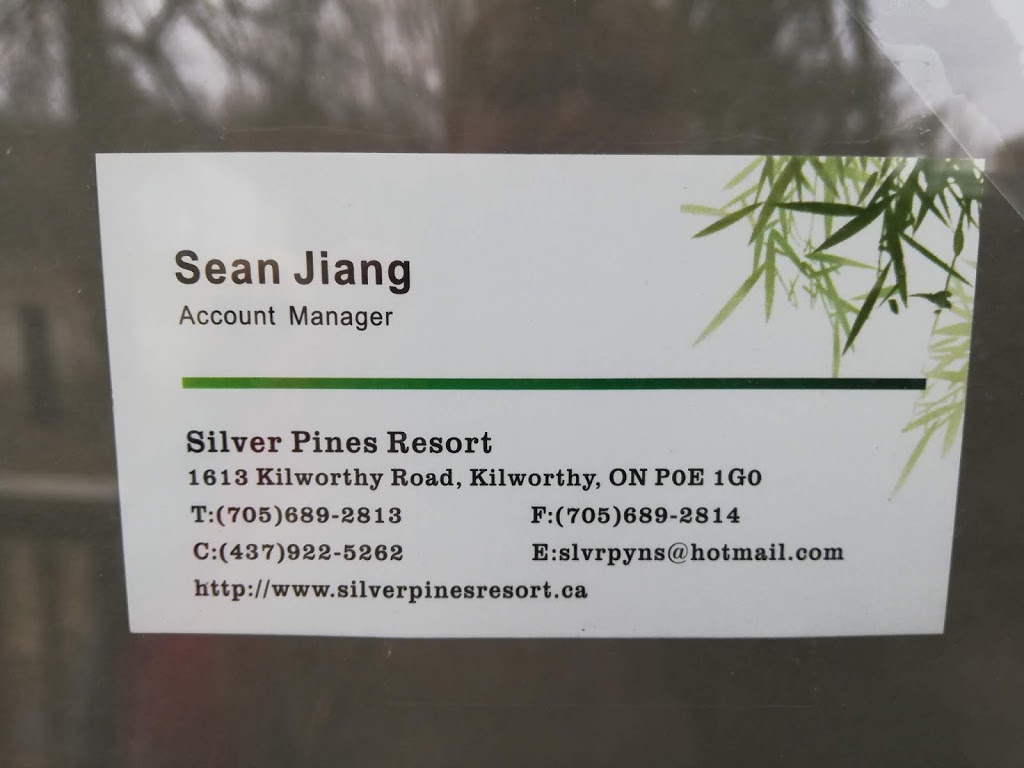 Sean Jiang
Account Manager
Silver Pines Resort
1613 Kilworthy Road, Kilworthy, ON P0E 1G0
T:(705)689-2813 F:(705)689-2814
C:(437)922-5262 E:slvrpyns@hotmail.com
http://www.silverpinesresort.ca